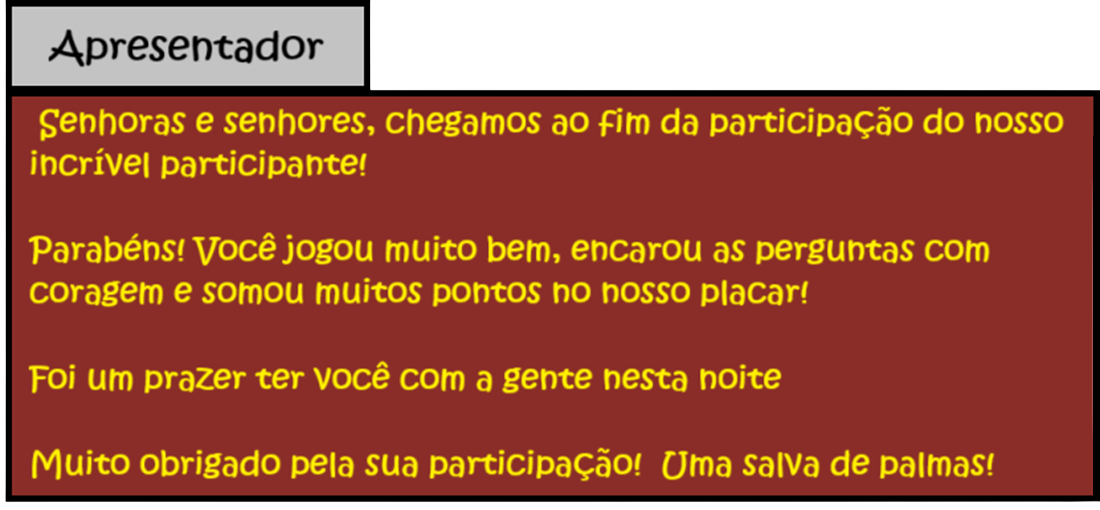 Apresentador
Senhoras e senhores, chegamos ao fim da participação do nosso
incrível participante!
Parabéns! Você jogou muito bem, encarou as perguntas com
coragem e somou muitos pontos no nosso placar!
Foi um prazer ter você com a gente nesta noite
Muito obrigado pela sua participação! Uma salva de palmas!